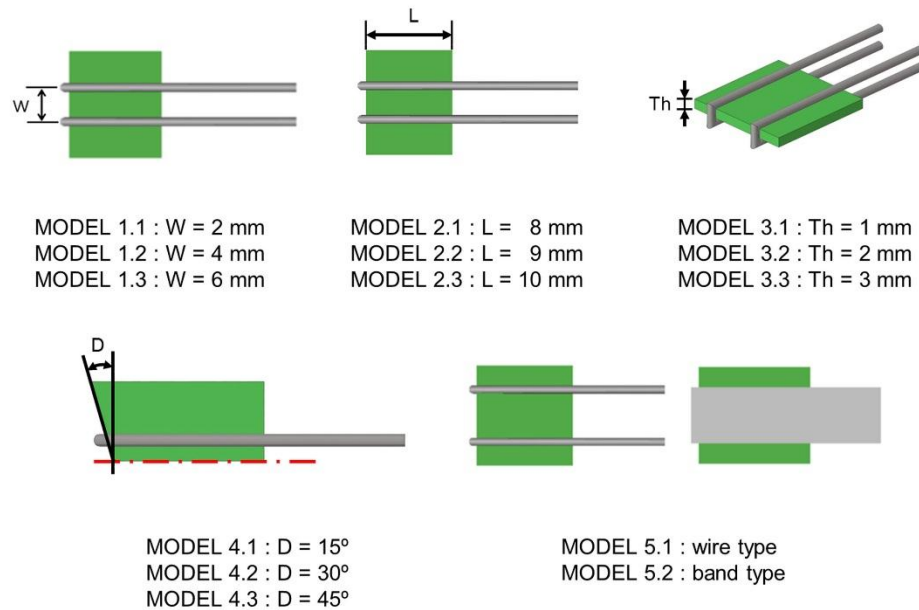 W
L
Th
MODEL 1.1 : W = 2 mm
MODEL 1.2 : W = 4 mm
MODEL 1.3 : W = 6 mm
MODEL 2.1 : L = 8 mm
MODEL 2.2 : L = 9 mm
MODEL 2.3 : L = 10 mm
MODEL 3.1 : Th = 1 mm
MODEL 3.2 : Th = 2 mm
MODEL 3.3 : Th = 3 mm
D
MODEL 4.1 : D = 15º
MODEL 4.2 : D = 30º
MODEL 4.3 : D = 45º
MODEL 5.1 : wire type
MODEL 5.2 : band type